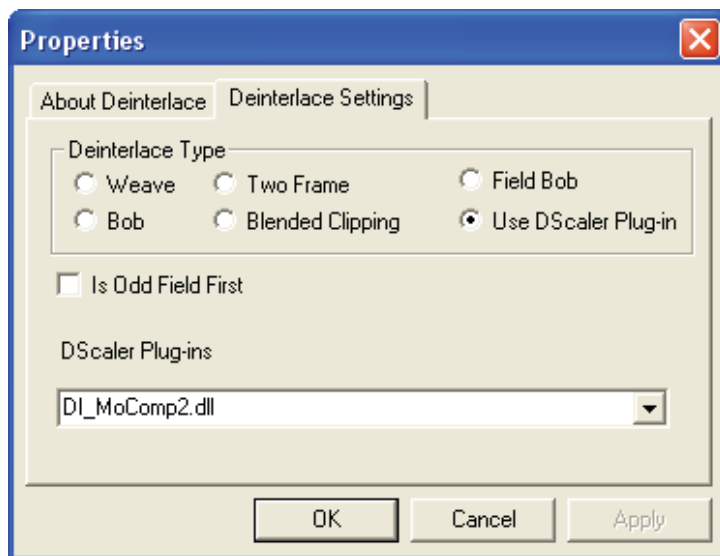 Properties
About Deinterlace Deinterlace Settings
Deinterlace Type
Weave Two Frame Field Bob
Bob Blended Clipping Use DScaler Plug-in
Is Odd Field First
DScaler Plug-ins
DI_MoComp2.dll
OK Cancel Apply